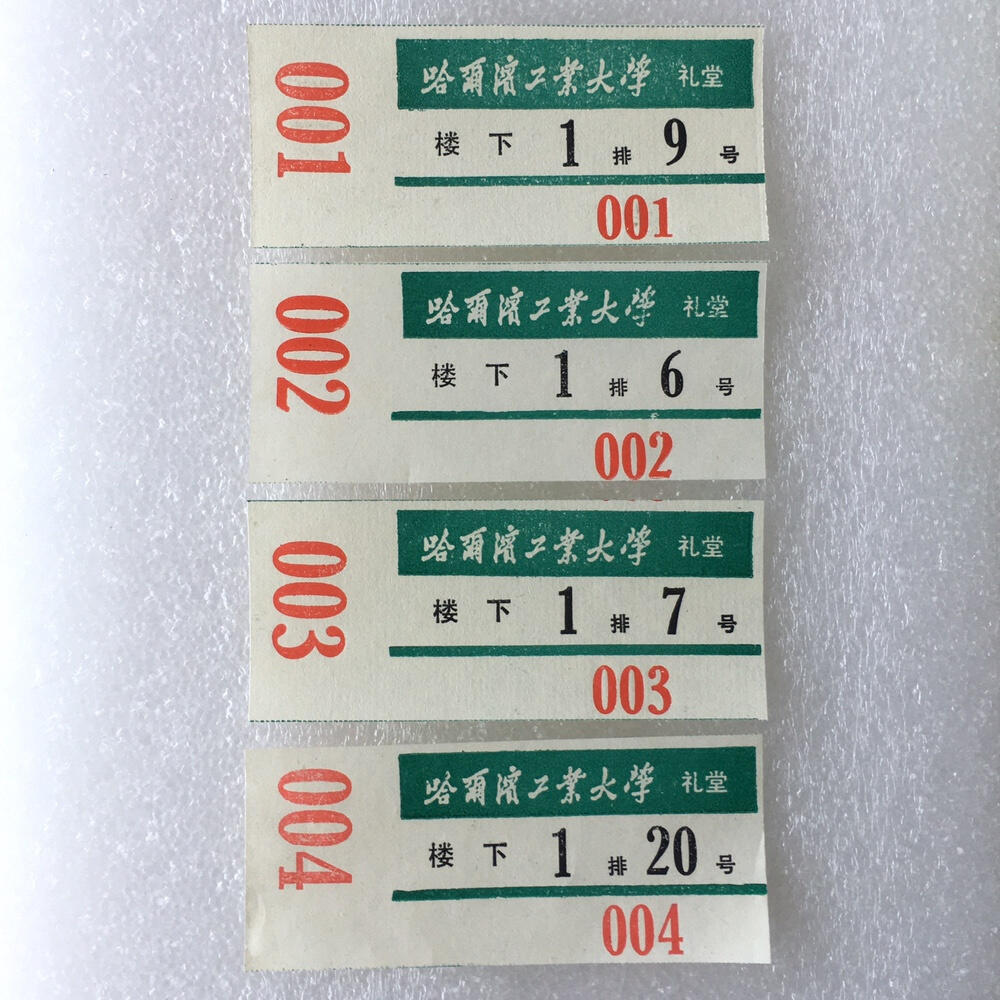 001
哈爾濱工業大學 礼堂
楼下 1 排 9 号
001
002
哈爾濱工業大學 礼堂
楼下 1 排 6 号
002
003
哈爾濱工業大學 礼堂
楼下 1 排 7 号
003
004
哈爾濱工業大學 礼堂
楼下 1 排 20 号
004